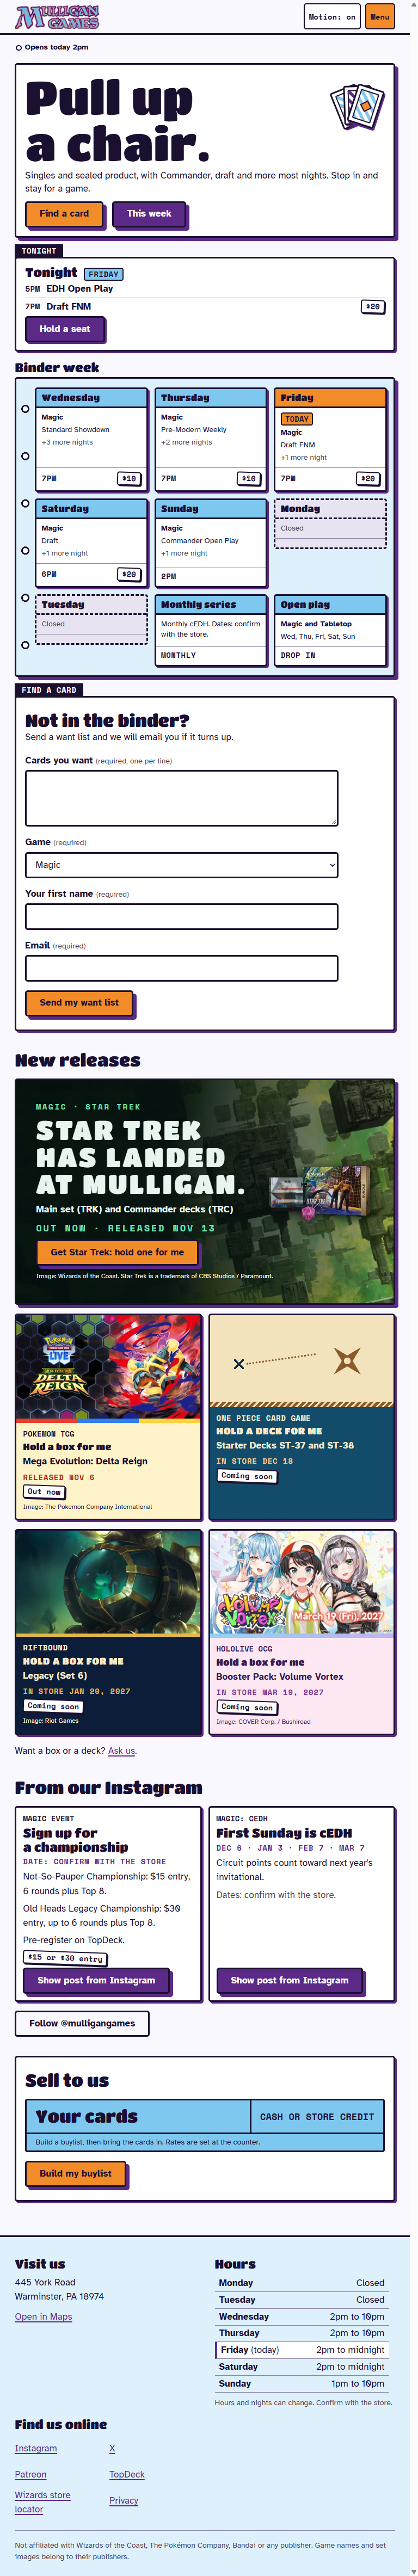 MULLIGAN GAMES
Motion: on
Menu
Opens today 2pm
Pull up
a chair.
Singles and sealed product, with Commander, draft and more most nights. Stop in and
stay for a game.
Find a card
This week
TONIGHT
Tonight FRIDAY
5PM EDH Open Play
7PM Draft FNM $20
Hold a seat
Binder week
Wednesday
Magic
Standard Showdown
+3 more nights
7PM $10
Thursday
Magic
Pre-Modern Weekly
+2 more nights
7PM $10
Friday
TODAY
Magic
Draft FNM
+1 more night
7PM $20
Saturday
Magic
Draft
+1 more night
6PM $20
Sunday
Magic
Commander Open Play
+1 more night
2PM
Monday
Closed
Tuesday
Closed
Monthly series
Monthly cEDH. Dates: confirm
with the store.
MONTHLY
Open play
Magic and Tabletop
Wed, Thu, Fri, Sat, Sun
DROP IN
FIND A CARD
Not in the binder?
Send a want list and we will email you if it turns up.
Cards you want (required, one per line)
Game (required)
Magic
Your first name (required)
Email (required)
Send my want list
New releases
MAGIC · STAR TREK
STAR TREK
HAS LANDED
AT MULLIGAN.
Main set (TRK) and Commander decks (TRC)
OUT NOW · RELEASED NOV 13
Get Star Trek: hold one for me
Image: Wizards of the Coast. Star Trek is a trademark of CBS Studios / Paramount.
Pokémon
TCG
LIVE
DELTA
REIGN
POKEMON TCG
Hold a box for me
Mega Evolution: Delta Reign
RELEASED NOV 6
Out now
Image: The Pokemon Company International
ONE PIECE CARD GAME
HOLD A DECK FOR ME
Starter Decks ST-37 and ST-38
IN STORE DEC 18
Coming soon
RIFTBOUND
HOLD A BOX FOR ME
Legacy (Set 6)
IN STORE JAN 29, 2027
Coming soon
Image: Riot Games
Volume
Vortex
March 19 (Fri), 2027
HOLOLIVE OCG
Hold a box for me
Booster Pack: Volume Vortex
IN STORE MAR 19, 2027
Coming soon
Image: COVER Corp. / Bushiroad
Want a box or a deck? Ask us.
From our Instagram
MAGIC EVENT
Sign up for
a championship
DATE: CONFIRM WITH THE STORE
Not-So-Pauper Championship: $15 entry,
6 rounds plus Top 8.
Old Heads Legacy Championship: $30
entry, up to 6 rounds plus Top 8.
Pre-register on TopDeck.
$15 or $30 entry
Show post from Instagram
MAGIC: CEDH
First Sunday is cEDH
DEC 6 · JAN 3 · FEB 7 · MAR 7
Circuit points count toward next year's
invitational.
Dates: confirm with the store.
Show post from Instagram
Follow @mulligangames
Sell to us
Your cards
CASH OR STORE CREDIT
Build a buylist, then bring the cards in. Rates are set at the counter.
Build my buylist
Visit us
445 York Road
Warminster, PA 18974
Open in Maps
Hours
Monday Closed
Tuesday Closed
Wednesday 2pm to 10pm
Thursday 2pm to 10pm
Friday (today) 2pm to midnight
Saturday 2pm to midnight
Sunday 1pm to 10pm
Hours and nights can change. Confirm with the store.
Find us online
Instagram
X
Patreon
TopDeck
Wizards store
locator
Privacy
Not affiliated with Wizards of the Coast, The Pokémon Company, Bandai or any publisher. Game names and set
images belong to their publishers.